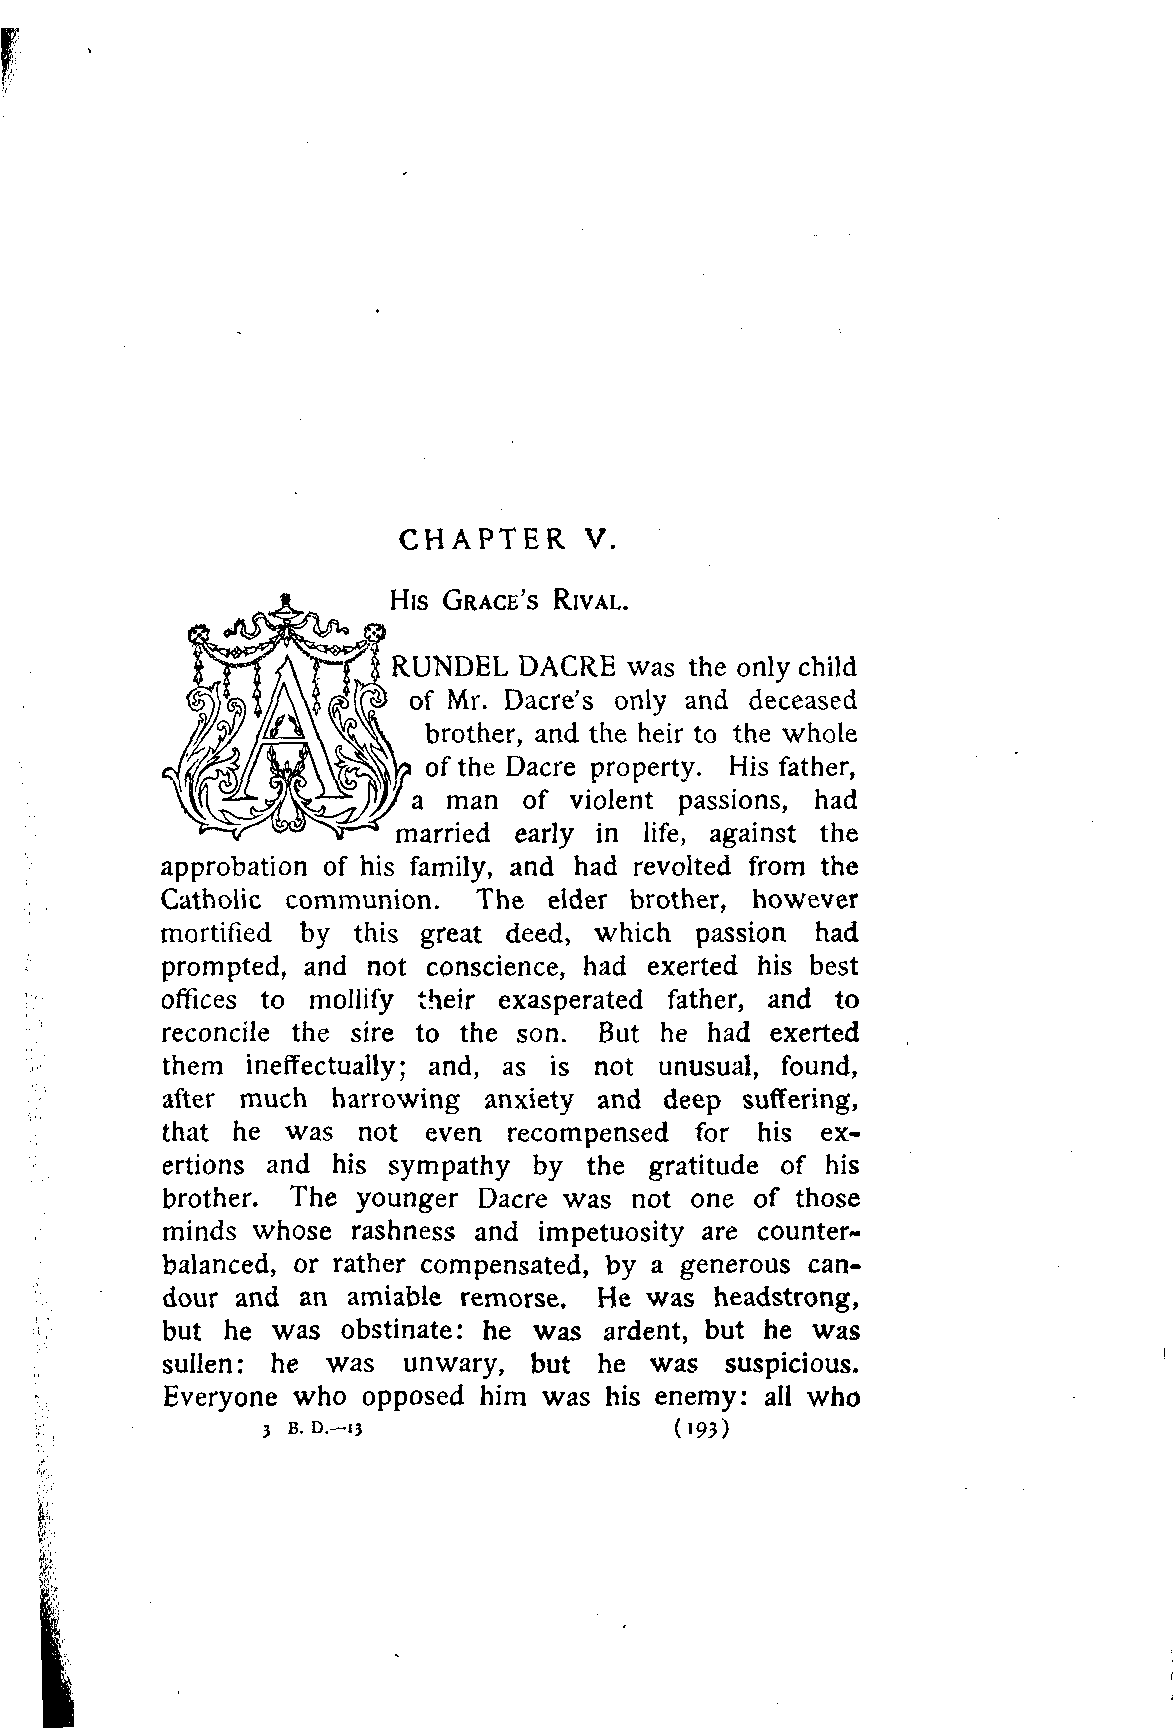 CHAPTER V.
His Grace's Rival.
ARUNDEL DACRE was the only child
of Mr. Dacre's only and deceased
brother, and the heir to the whole
of the Dacre property. His father,
a man of violent passions, had
married early in life, against the
approbation of his family, and had revolted from the
Catholic communion. The elder brother, however
mortified by this great deed, which passion had
prompted, and not conscience, had exerted his best
offices to mollify their exasperated father, and to
reconcile the sire to the son. But he had exerted
them ineffectually; and, as is not unusual, found,
after much harrowing anxiety and deep suffering,
that he was not even recompensed for his ex-
ertions and his sympathy by the gratitude of his
brother. The younger Dacre was not one of those
minds whose rashness and impetuosity are counter-
balanced, or rather compensated, by a generous can-
dour and an amiable remorse. He was headstrong,
but he was obstinate: he was ardent, but he was
sullen: he was unwary, but he was suspicious.
Everyone who opposed him was his enemy: all who
3 B. D.—13 (193)